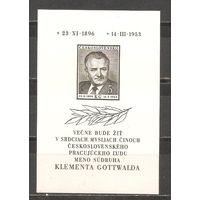 * 23 · XI · 1896 + 14 · III · 1953
ČESKOSLOVENSKO
5
VEČNE BUDE ŽIŤ
V SRDCIACH MYSLIACH ČINOCH
ČESKOSLOVENSKÉHO
PRACUJÚCEHO ĽUDU
MENO SÚDRUHA
KLEMENTA GOTTWALDA